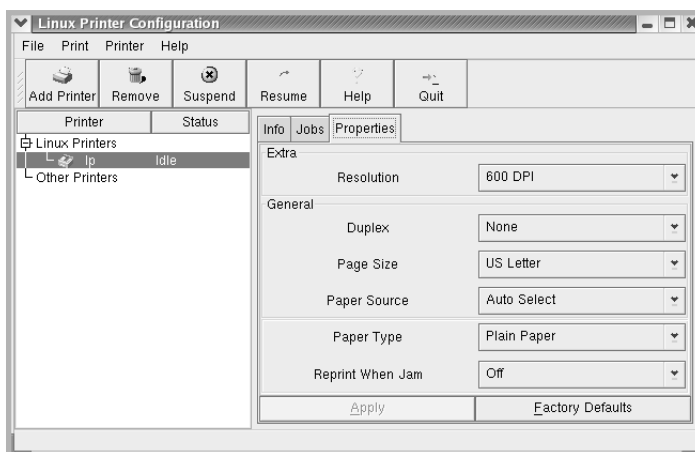 Linux Printer Configuration
File Print Printer Help
Add Printer Remove Suspend Resume Help Quit
Printer Status
Linux Printers
lp Idle
Other Printers
Info Jobs Properties
Extra
Resolution 600 DPI
General
Duplex None
Page Size US Letter
Paper Source Auto Select
Paper Type Plain Paper
Reprint When Jam Off
Apply Factory Defaults